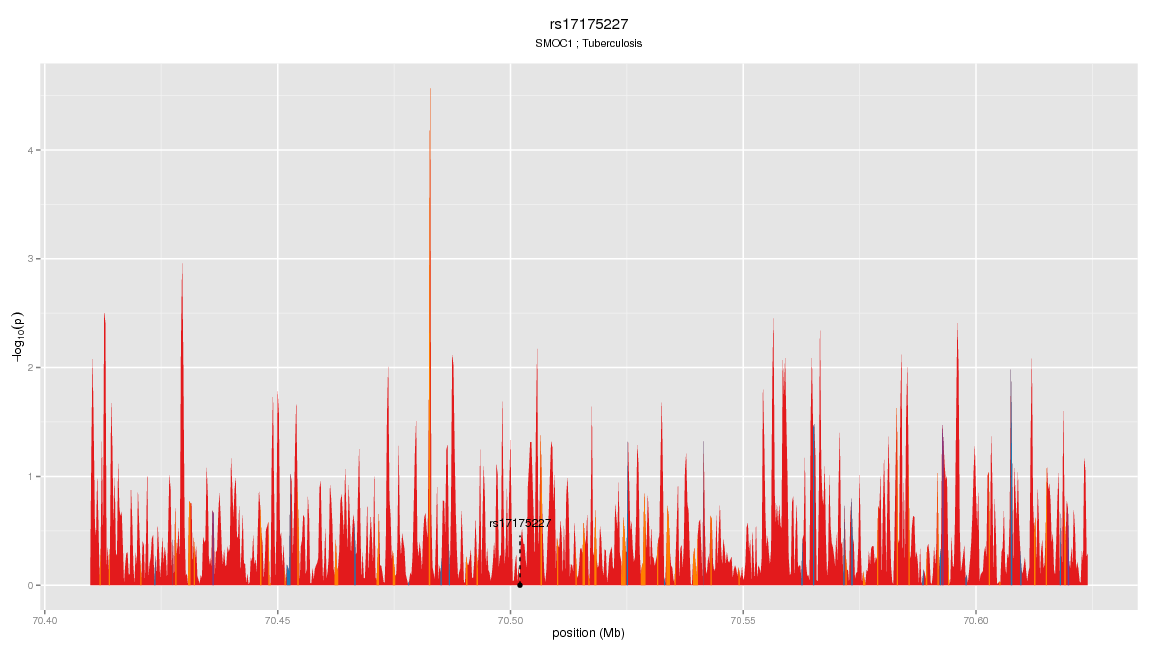 rs17175227
SMOC1 ; Tuberculosis
−log10(p)
4
3
2
1
0
rs17175227
70.40
70.45
70.50
70.55
70.60
position (Mb)